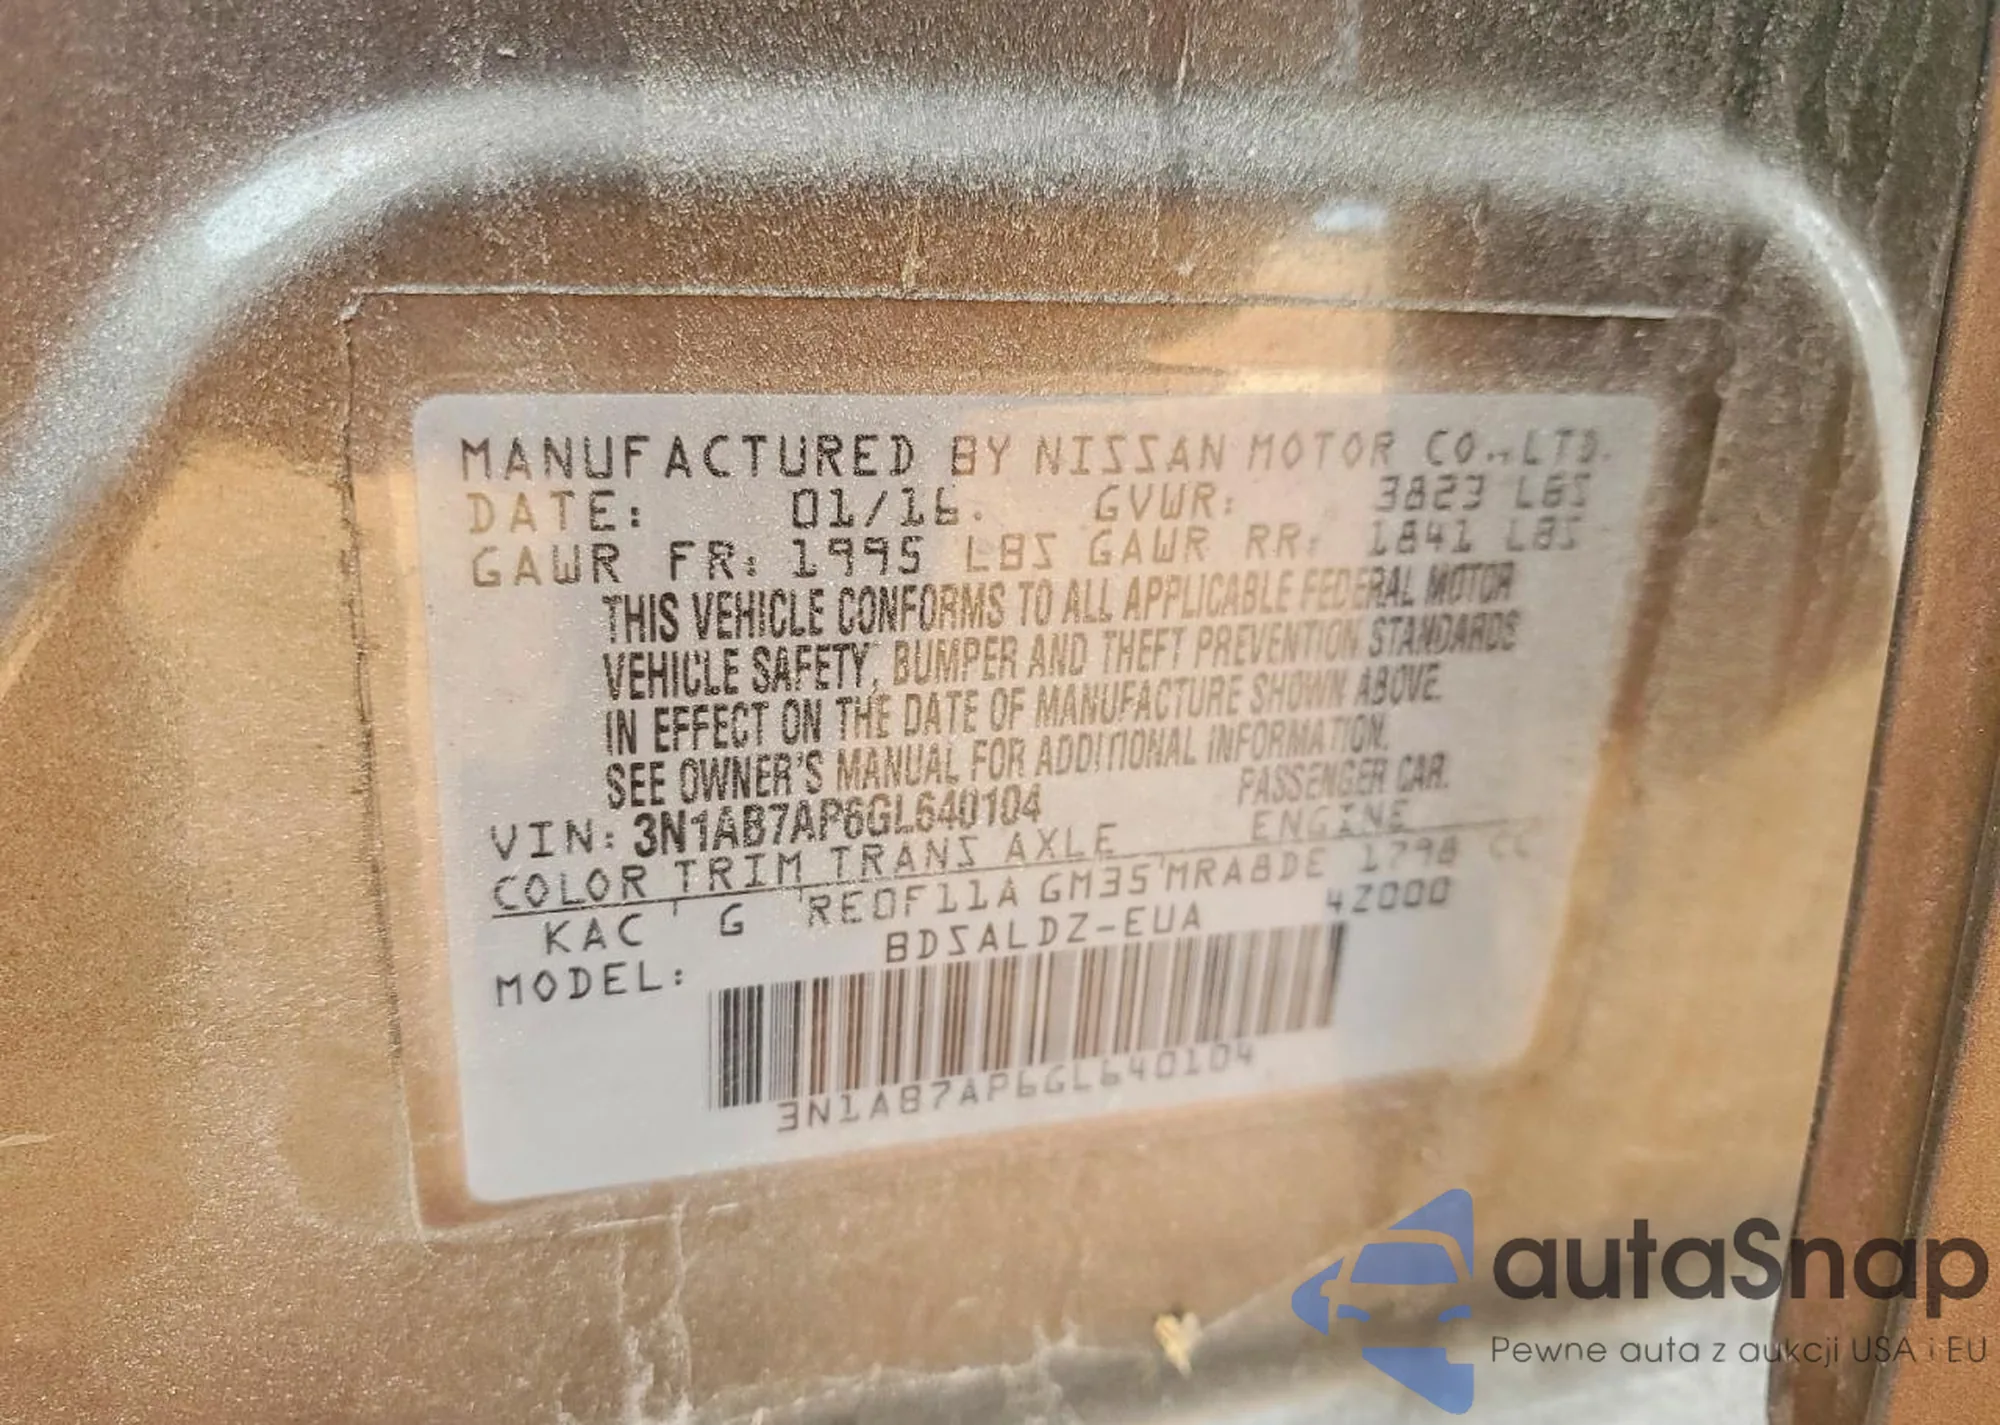 MANUFACTURED BY NISSAN MOTOR CO.,LTD.
DATE: 01/16. GVWR: 3823 LBS
GAWR FR: 1995 LBS GAWR RR: 1841 LBS
THIS VEHICLE CONFORMS TO ALL APPLICABLE FEDERAL MOTOR
VEHICLE SAFETY, BUMPER AND THEFT PREVENTION STANDARDS
IN EFFECT ON THE DATE OF MANUFACTURE SHOWN ABOVE.
SEE OWNER'S MANUAL FOR ADDITIONAL INFORMATION.
VIN: 3N1AB7AP6GL640104 PASSENGER CAR.
COLOR TRIM TRANS AXLE ENGINE
KAC G RE0F11A GM35 MRA8DE 1798 CC
MODEL: BDSALDZ-EUA 4Z000
3N1AB7AP6GL640104
autaSnap
Pewne auta z aukcji USA i EU